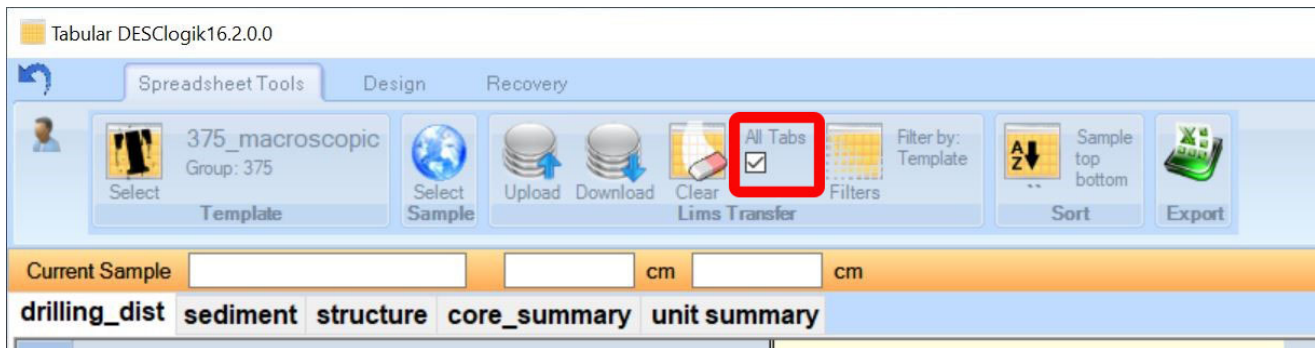 Tabular DESClogik16.2.0.0
Spreadsheet Tools Design Recovery
375_macroscopic
Group: 375
Select
Template
Select
Sample
Upload Download Clear
All Tabs
Filters
Filter by:
Template
Lims Transfer
A
Z
Sample
top
bottom
Sort
Export
Current Sample cm cm
drilling_dist sediment structure core_summary unit summary